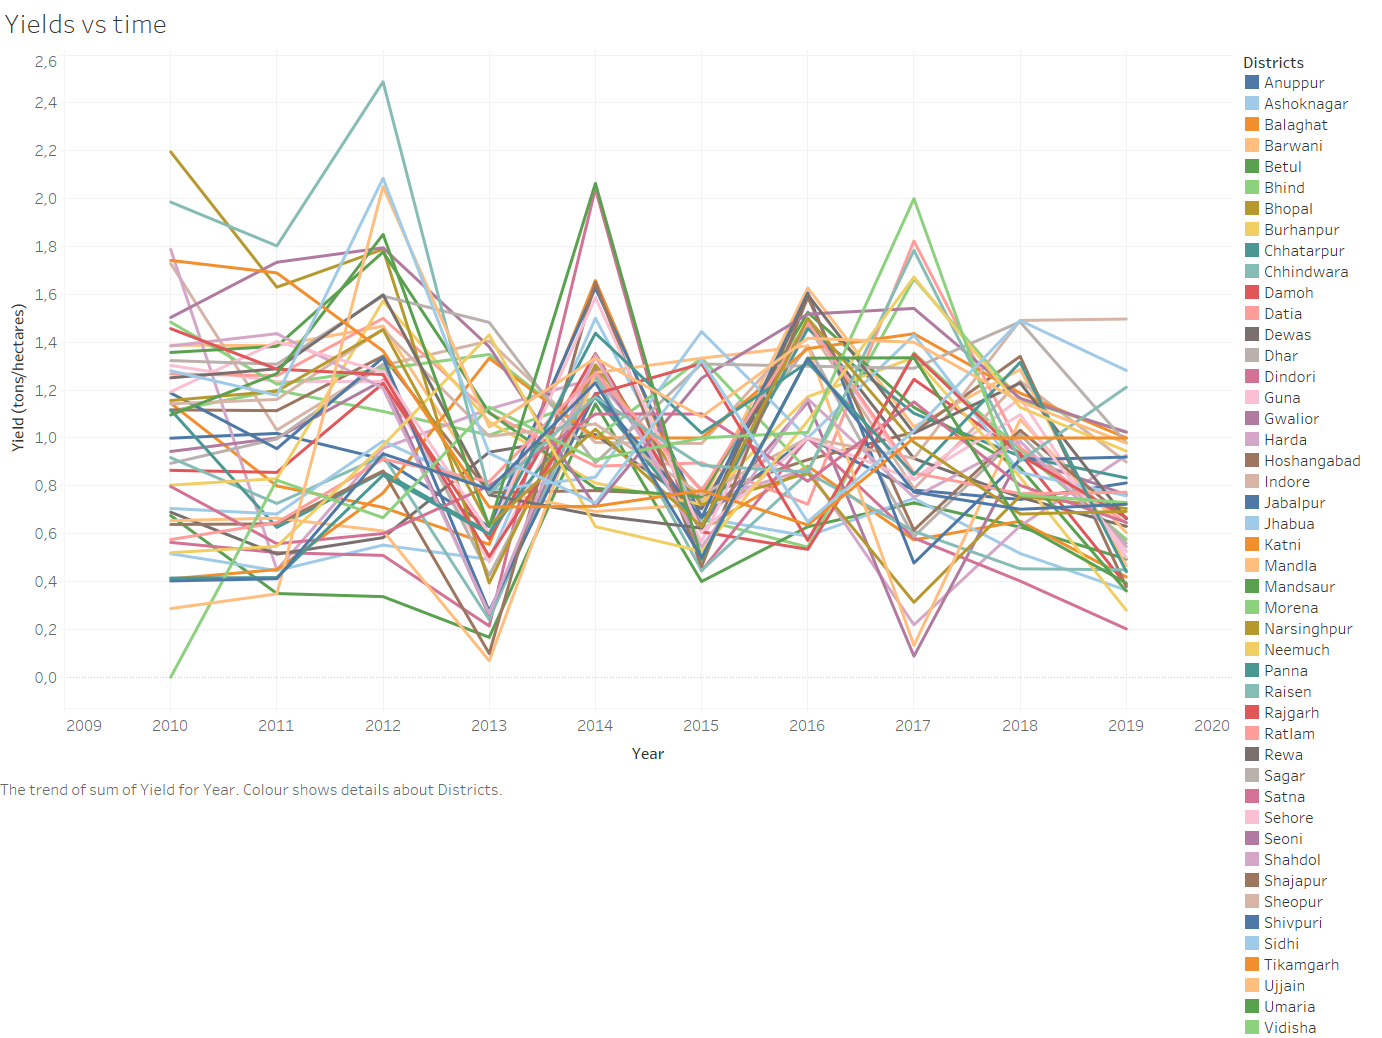 Yields vs time
2,6
2,4
2,2
2,0
1,8
1,6
1,4
1,2
1,0
0,8
0,6
0,4
0,2
0,0
Yield (tons/hectares)
2009 2010 2011 2012 2013 2014 2015 2016 2017 2018 2019 2020
Year
The trend of sum of Yield for Year. Colour shows details about Districts.
Districts
Anuppur
Ashoknagar
Balaghat
Barwani
Betul
Bhind
Bhopal
Burhanpur
Chhatarpur
Chhindwara
Damoh
Datia
Dewas
Dhar
Dindori
Guna
Gwalior
Harda
Hoshangabad
Indore
Jabalpur
Jhabua
Katni
Mandla
Mandsaur
Morena
Narsinghpur
Neemuch
Panna
Raisen
Rajgarh
Ratlam
Rewa
Sagar
Satna
Sehore
Seoni
Shahdol
Shajapur
Sheopur
Shivpuri
Sidhi
Tikamgarh
Ujjain
Umaria
Vidisha